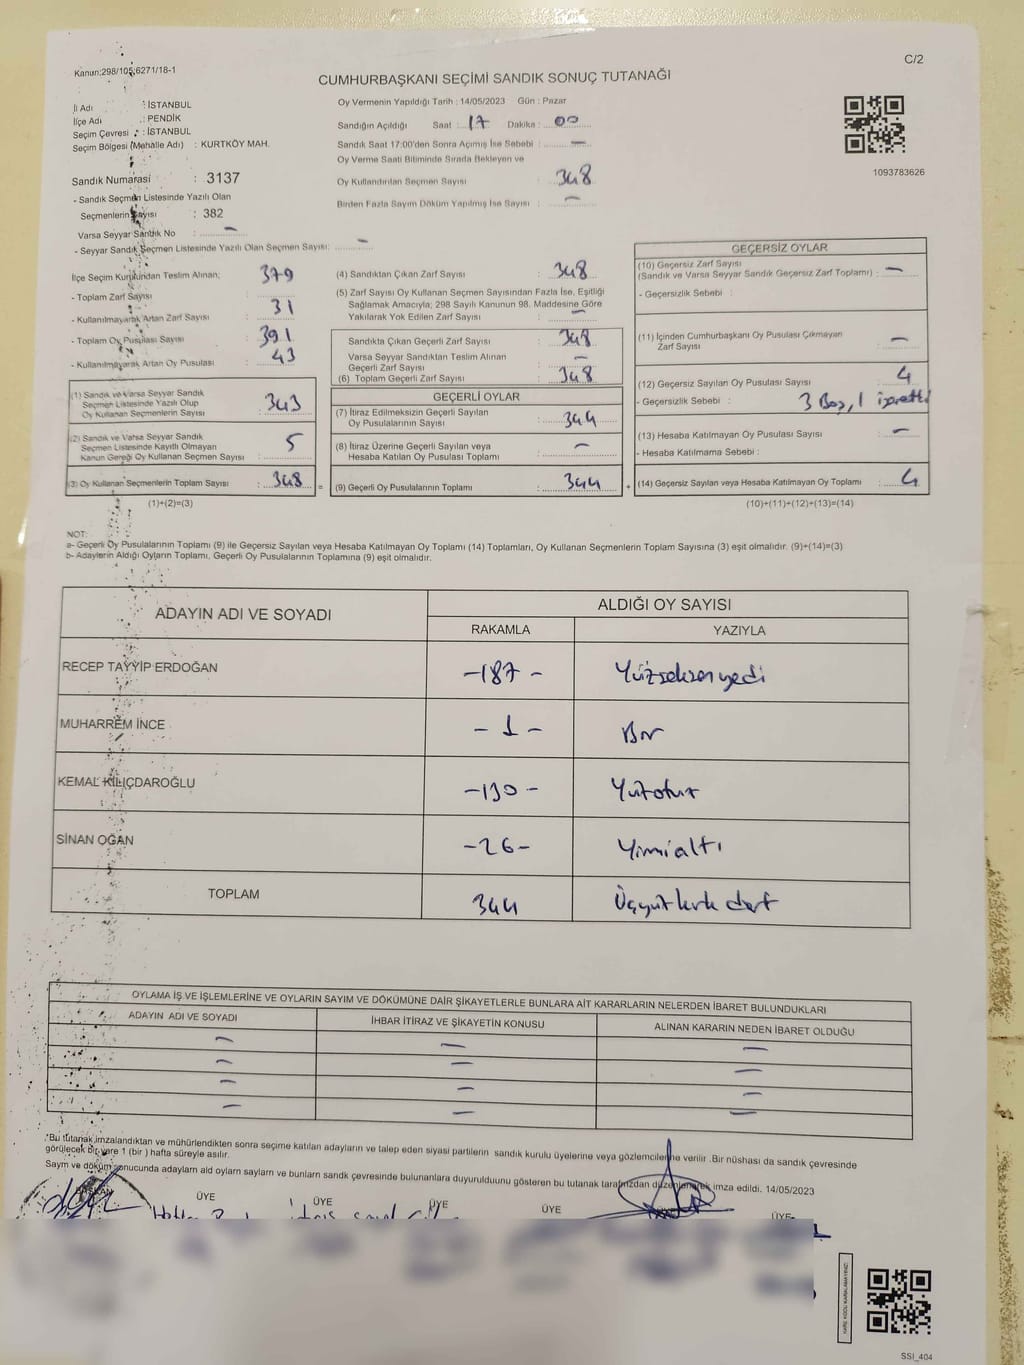 Kanun;298/105;6271/18-1
C/2
CUMHURBAŞKANI SEÇİMİ SANDIK SONUÇ TUTANAĞI
İl Adı : İSTANBUL
İlçe Adı : PENDİK
Seçim Çevresi : İSTANBUL
Seçim Bölgesi (Mahalle Adı) : KURTKÖY MAH.
Sandık Numarası : 3137
- Sandık Seçmen Listesinde Yazılı Olan
Seçmenlerin Sayısı : 382
Varsa Seyyar Sandık No : –
- Seyyar Sandık Seçmen Listesinde Yazılı Olan Seçmen Sayısı: –
Oy Vermenin Yapıldığı Tarih : 14/05/2023 Gün : Pazar
Sandığın Açıldığı Saat : 17 Dakika : 00
Sandık Saat 17:00'den Sonra Açmış İse Sebebi : –
Oy Verme Saati Bitiminde Sırada Bekleyen ve
Oy Kullandırılan Seçmen Sayısı : 348
Birden Fazla Sayım Döküm Yapılmış İse Sayısı : –
1093783626
İlçe Seçim Kurulundan Teslim Alınan; 379
- Toplam Zarf Sayısı
- Kullanılmayarak Artan Zarf Sayısı 31
- Toplam Oy Pusulası Sayısı 391
- Kullanılmayarak Artan Oy Pusulası 43
(1) Sandık ve Varsa Seyyar Sandık
Seçmen Listesinde Yazılı Olup
Oy Kullanan Seçmenlerin Sayısı : 343
(2) Sandık ve Varsa Seyyar Sandık
Seçmen Listesinde Kayıtlı Olmayan
Kanun Gereği Oy Kullanan Seçmen Sayısı 5
(3) Oy Kullanan Seçmenlerin Toplam Sayısı : 348 =
(1)+(2)=(3)
(4) Sandıktan Çıkan Zarf Sayısı : 348
(5) Zarf Sayısı Oy Kullanan Seçmen Sayısından Fazla İse, Eşitliği
Sağlamak Amacıyla; 298 Sayılı Kanunun 98. Maddesine Göre
Yakılarak Yok Edilen Zarf Sayısı : –
Sandıkta Çıkan Geçerli Zarf Sayısı : 348
Varsa Seyyar Sandıktan Teslim Alınan
Geçerli Zarf Sayısı : –
(6) Toplam Geçerli Zarf Sayısı : 348
GEÇERLİ OYLAR
(7) İtiraz Edilmeksizin Geçerli Sayılan
Oy Pusulalarının Sayısı : 344
(8) İtiraz Üzerine Geçerli Sayılan veya
Hesaba Katılan Oy Pusulası Toplamı : –
(9) Geçerli Oy Pusulalarının Toplamı : 344 +
GEÇERSİZ OYLAR
(10) Geçersiz Zarf Sayısı
(Sandık ve Varsa Seyyar Sandık Geçersiz Zarf Toplamı) : –
- Geçersizlik Sebebi :
(11) İçinden Cumhurbaşkanı Oy Pusulası Çıkmayan
Zarf Sayısı : –
(12) Geçersiz Sayılan Oy Pusulası Sayısı : 4
- Geçersizlik Sebebi : 3 Boş, 1 işaretli
(13) Hesaba Katılmayan Oy Pusulası Sayısı : –
- Hesaba Katılmama Sebebi :
(14) Geçersiz Sayılan veya Hesaba Katılmayan Oy Toplamı : 4
(10)+(11)+(12)+(13)=(14)
NOT:
a- Geçerli Oy Pusulalarının Toplamı (9) ile Geçersiz Sayılan veya Hesaba Katılmayan Oy Toplamı (14) Toplamları, Oy Kullanan Seçmenlerin Toplam Sayısına (3) eşit olmalıdır. (9)+(14)=(3)
b- Adayların Aldığı Oyların Toplamı, Geçerli Oy Pusulalarının Toplamına (9) eşit olmalıdır.
ADAYIN ADI VE SOYADI
ALDIĞI OY SAYISI
RAKAMLA YAZIYLA
RECEP TAYYİP ERDOĞAN -187- Yüzseksenyedi
MUHARREM İNCE -1- Bir
KEMAL KILIÇDAROĞLU -130- Yüzotuz
SİNAN OĞAN -26- Yirmialtı
TOPLAM 344 Üçyüzkırk dört
OYLAMA İŞ VE İŞLEMLERİNE VE OYLARIN SAYIM VE DÖKÜMÜNE DAİR ŞİKAYETLERLE BUNLARA AİT KARARLARIN NELERDEN İBARET BULUNDUKLARI
ADAYIN ADI VE SOYADI İHBAR İTİRAZ VE ŞİKAYETİN KONUSU ALINAN KARARIN NEDEN İBARET OLDUĞU
– – –
– – –
– – –
– – –
*Bu tutanak,imzalandıktan ve mühürlendikten sonra seçime katılan adayların ve talep eden siyasi partilerin sandık kurulu üyelerine veya gözlemcilerine verilir .Bir nüshası da sandık çevresinde
görülecek bir yere 1 (bir ) hafta süreyle asılır.
Saym ve döküm sonucunda adayların ald oyların sayların ve bunların sandk çevresinde bulunanlara duyurulduunu gösteren bu tutanak tarafmzdan düzenlenerek imza edildi. 14/05/2023
BAŞKAN ÜYE ÜYE ÜYE ÜYE ÜYE ÜYE
SSI_404